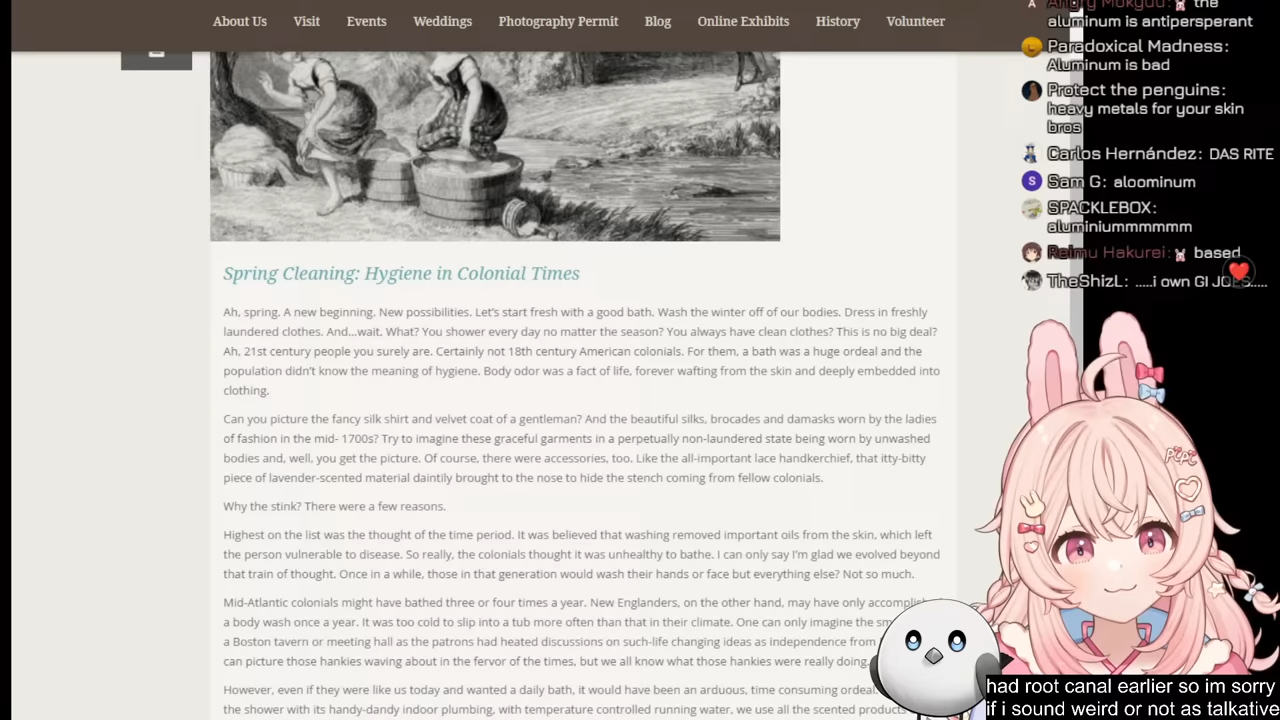 About Us Visit Events Weddings Photography Permit Blog Online Exhibits History Volunteer
Spring Cleaning: Hygiene in Colonial Times
Ah, spring. A new beginning. New possibilities. Let's start fresh with a good bath. Wash the winter off of our bodies. Dress in freshly
laundered clothes. And...wait. What? You shower every day no matter the season? You always have clean clothes? This is no big deal?
Ah, 21st century people you surely are. Certainly not 18th century American colonials. For them, a bath was a huge ordeal and the
population didn't know the meaning of hygiene. Body odor was a fact of life, forever wafting from the skin and deeply embedded into
clothing.
Can you picture the fancy silk shirt and velvet coat of a gentleman? And the beautiful silks, brocades and damasks worn by the ladies
of fashion in the mid- 1700s? Try to imagine these graceful garments in a perpetually non-laundered state being worn by unwashed
bodies and, well, you get the picture. Of course, there were accessories, too. Like the all-important lace handkerchief, that itty-bitty
piece of lavender-scented material daintily brought to the nose to hide the stench coming from fellow colonials.
Why the stink? There were a few reasons.
Highest on the list was the thought of the time period. It was believed that washing removed important oils from the skin, which left
the person vulnerable to disease. So really, the colonials thought it was unhealthy to bathe. I can only say I'm glad we evolved beyond
that train of thought. Once in a while, those in that generation would wash their hands or face but everything else? Not so much.
Mid-Atlantic colonials might have bathed three or four times a year. New Englanders, on the other hand, may have only
a body wash once a year. It was too cold to slip into a tub more often than that in their climate. One can only imagine the
a Boston tavern or meeting hall as the patrons had heated discussions on such-life changing ideas as independence from
can picture those hankies waving about in the fervor of the times, but we all know what those hankies were really doing.
However, even if they were like us today and wanted a daily bath, it would have been an arduous, time consuming ordeal.
the shower with its handy-dandy indoor plumbing, with temperature controlled running water, we use all the scented products
Angry Mokguu: the
aluminum is antipersperant
Paradoxical Madness:
Aluminum is bad
Protect the penguins:
heavy metals for your skin
bros
Carlos Hernández: DAS RITE
S Sam G: aloominum
SPACKLEBOX:
aluminiummmmmm
Reimu Hakurei: based
TheShizL: .....i own GI JOES.....
PiPi
had root canal earlier so im sorry
if i sound weird or not as talkative